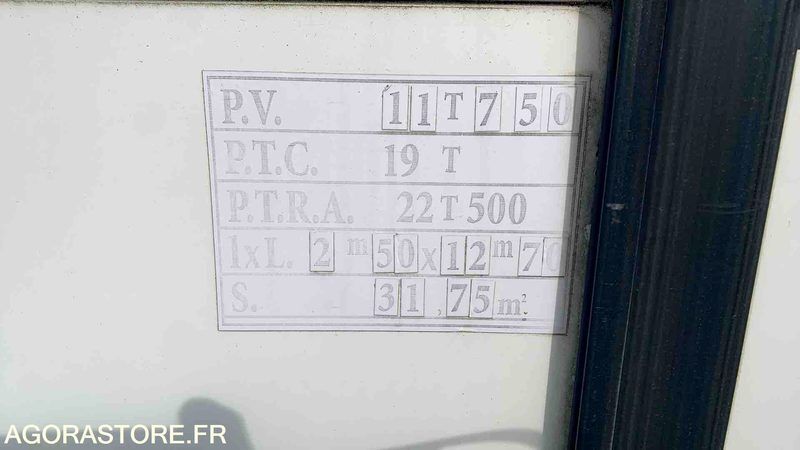 P.V. 11T750
P.T.C. 19 T
P.T.R.A. 22T500
lxL. 2m50x12m70
S. 31,75m²
AGORASTORE.FR